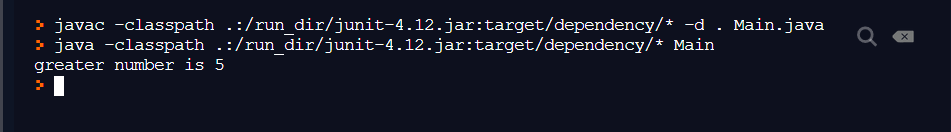 > javac -classpath .:/run_dir/junit-4.12.jar:target/dependency/* -d . Main.java
> java -classpath .:/run_dir/junit-4.12.jar:target/dependency/* Main
greater number is 5
>